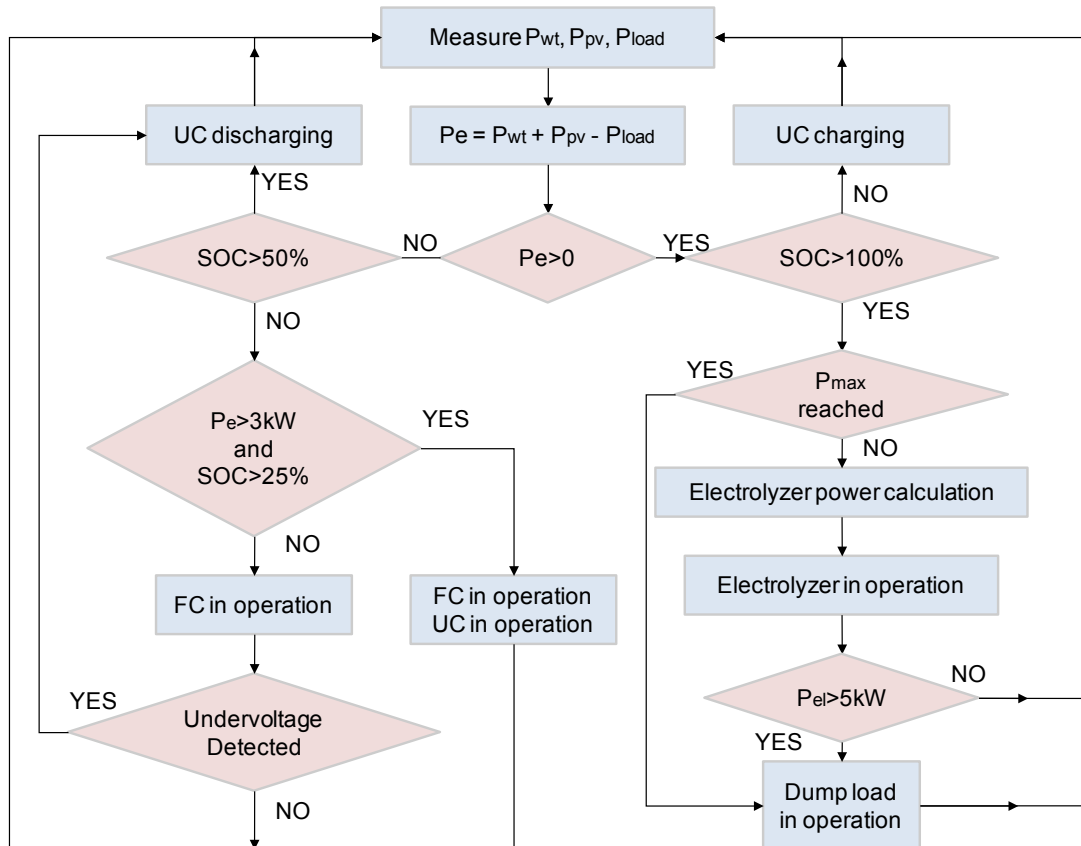 Measure Pwt, Ppv, Pload
UC discharging
Pe = Pwt + Ppv - Pload
UC charging
YES
NO
SOC>50%
NO
Pe>0
YES
SOC>100%
NO
YES
Pe>3kW
and
SOC>25%
YES
YES
Pmax
reached
NO
Electrolyzer power calculation
NO
FC in operation
FC in operation
UC in operation
Electrolyzer in operation
YES
Undervoltage
Detected
Pel>5kW
NO
YES
NO
Dump load
in operation